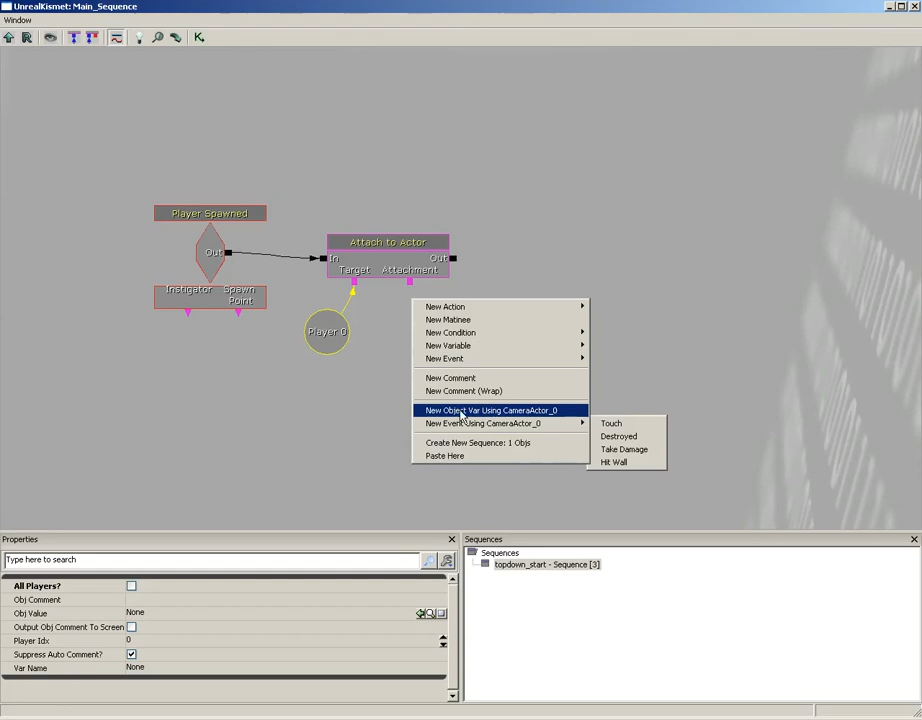 UnrealKismet: Main_Sequence
Window
Player Spawned
Out
Instigator Spawn
Point
Attach to Actor
In Out
Target Attachment
Player 0
New Action
New Matinee
New Condition
New Variable
New Event
New Comment
New Comment (Wrap)
New Object Var Using CameraActor_0
New Event Using CameraActor_0
Create New Sequence: 1 Objs
Paste Here
Touch
Destroyed
Take Damage
Hit Wall
Properties
Type here to search
All Players?
Obj Comment
Obj Value None
Output Obj Comment To Screen
Player Idx 0
Suppress Auto Comment?
Var Name None
Sequences
Sequences
topdown_start - Sequence [3]